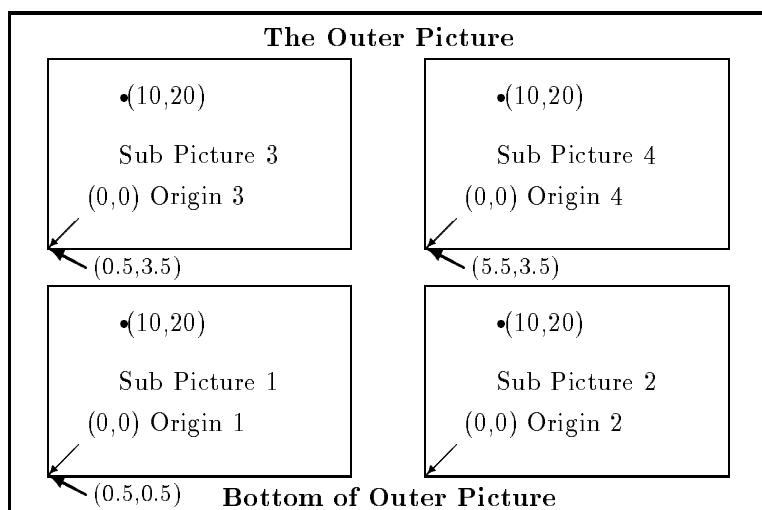 The Outer Picture
(10,20)
Sub Picture 3
(0,0) Origin 3
(0.5,3.5)
(10,20)
Sub Picture 4
(0,0) Origin 4
(5.5,3.5)
(10,20)
Sub Picture 1
(0,0) Origin 1
(0.5,0.5)
(10,20)
Sub Picture 2
(0,0) Origin 2
Bottom of Outer Picture